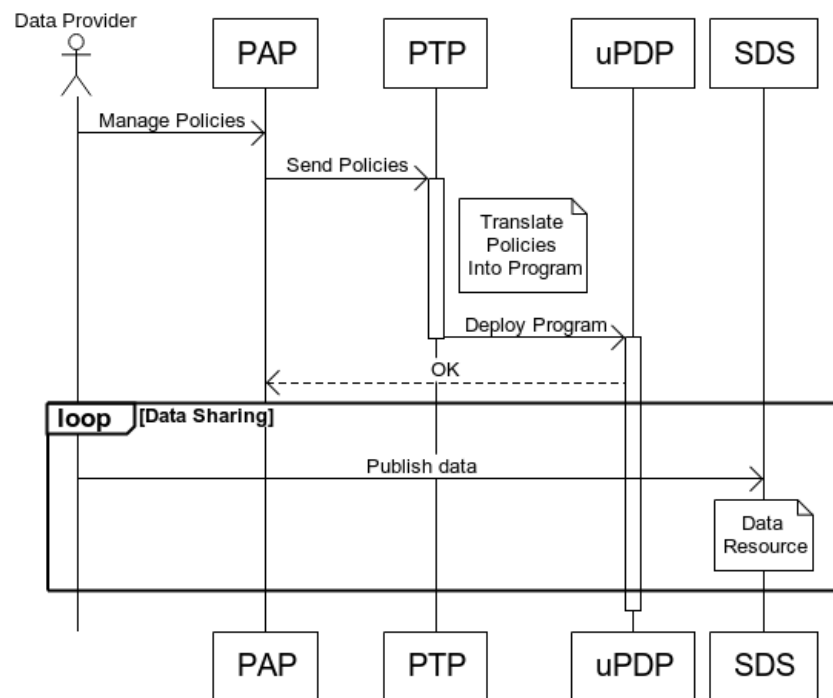 Data Provider
PAP
PTP
uPDP
SDS
Manage Policies
Send Policies
Translate
Policies
Into Program
Deploy Program
OK
loop
[Data Sharing]
Publish data
Data
Resource
PAP
PTP
uPDP
SDS